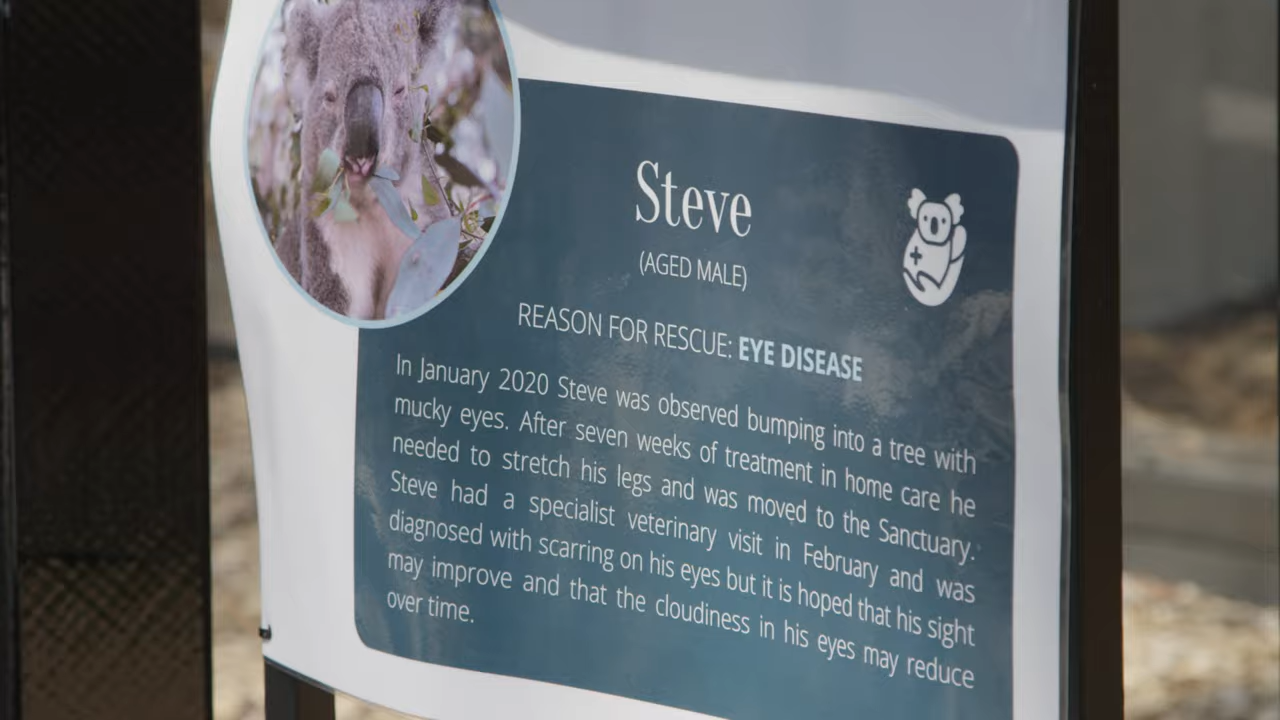 Steve
(AGED MALE)
REASON FOR RESCUE: EYE DISEASE
In January 2020 Steve was observed bumping into a tree with
mucky eyes. After seven weeks of treatment in home care he
needed to stretch his legs and was moved to the Sanctuary.
Steve had a specialist veterinary visit in February and was
diagnosed with scarring on his eyes but it is hoped that his sight
may improve and that the cloudiness in his eyes may reduce
over time.